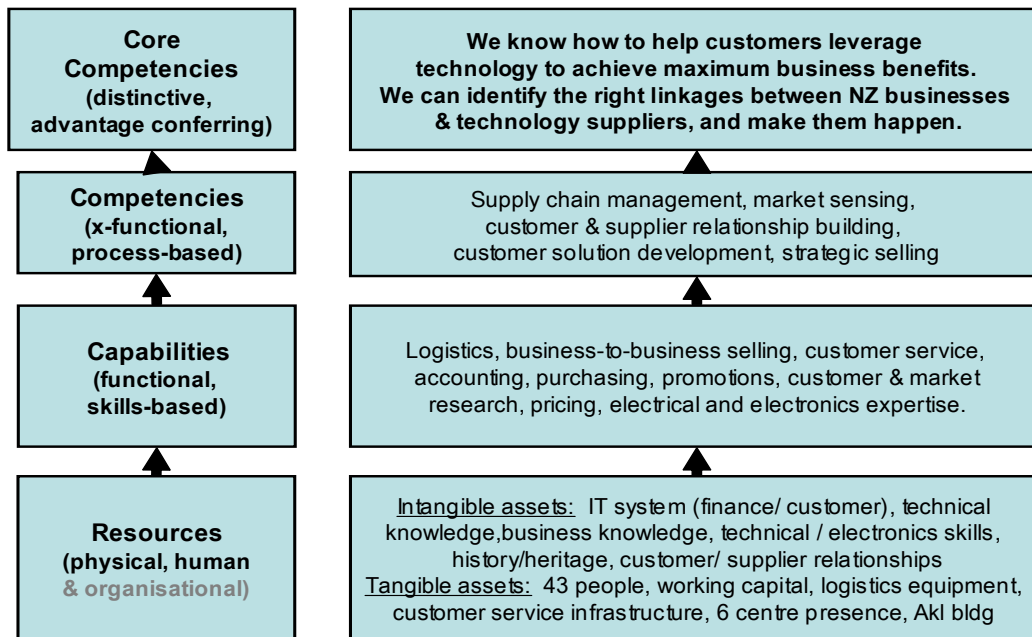 Core
Competencies
(distinctive,
advantage conferring)
We know how to help customers leverage
technology to achieve maximum business benefits.
We can identify the right linkages between NZ businesses
& technology suppliers, and make them happen.
Competencies
(x-functional,
process-based)
Supply chain management, market sensing,
customer & supplier relationship building,
customer solution development, strategic selling
Capabilities
(functional,
skills-based)
Logistics, business-to-business selling, customer service,
accounting, purchasing, promotions, customer & market
research, pricing, electrical and electronics expertise.
Resources
(physical, human
& organisational)
Intangible assets: IT system (finance/ customer), technical
knowledge,business knowledge, technical / electronics skills,
history/heritage, customer/ supplier relationships
Tangible assets: 43 people, working capital, logistics equipment,
customer service infrastructure, 6 centre presence, Akl bldg